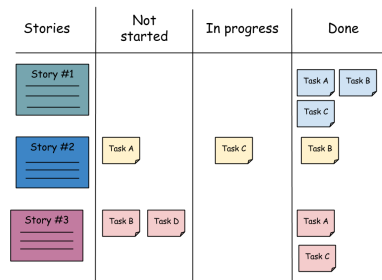 Stories
Not
started
In progress
Done
Story #1
Task A
Task B
Task C
Story #2
Task A
Task C
Task B
Story #3
Task B
Task D
Task A
Task C